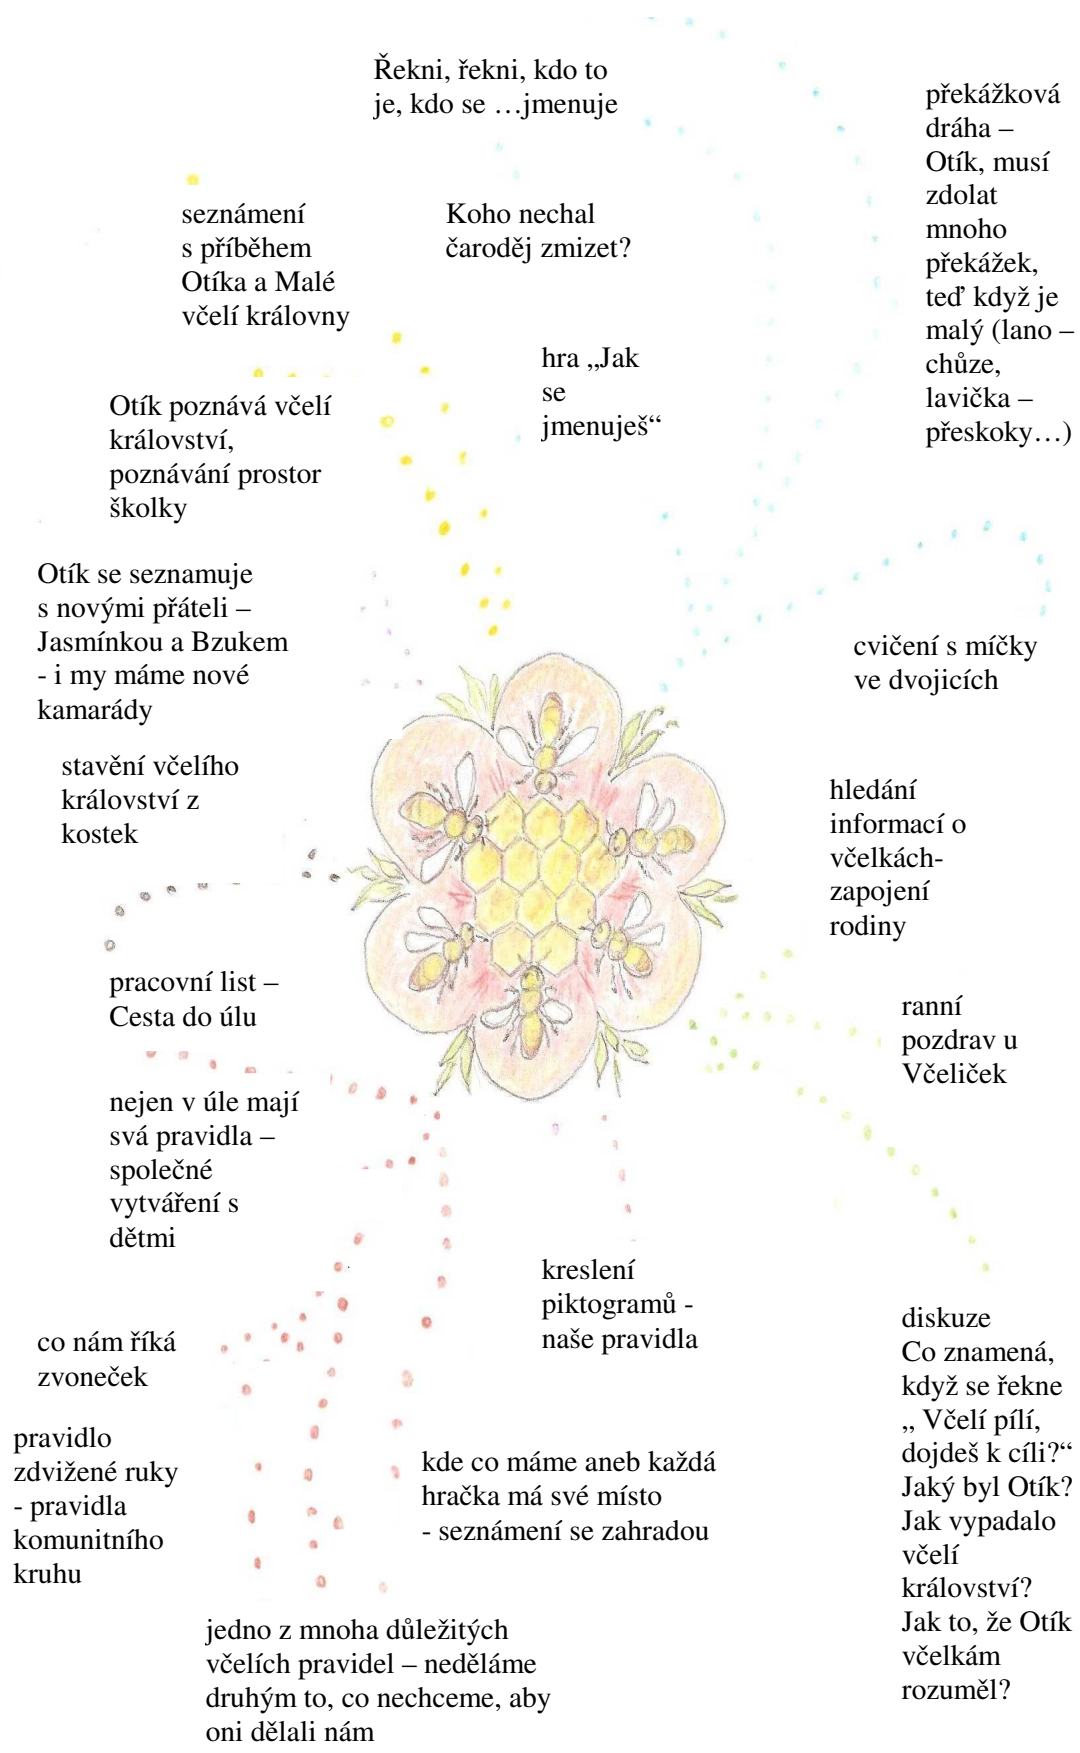 Řekni, řekni, kdo to
je, kdo se …jmenuje
překážková
dráha –
Otík, musí
zdolat
mnoho
překážek,
teď když je
malý (lano –
chůze,
lavička –
přeskoky…)
seznámení
s příběhem
Otíka a Malé
včelí královny
Koho nechal
čaroděj zmizet?
hra „Jak
se
jmenuješ“
Otík poznává včelí
království,
poznávání prostor
školky
Otík se seznamuje
s novými přáteli –
Jasmínkou a Bzukem
- i my máme nové
kamarády
cvičení s míčky
ve dvojicích
stavění včelího
království z
kostek
hledání
informací o
včelkách-
zapojení
rodiny
pracovní list –
Cesta do úlu
ranní
pozdrav u
Včeliček
nejen v úle mají
svá pravidla –
společné
vytváření s
dětmi
kreslení
piktogramů -
naše pravidla
co nám říká
zvoneček
diskuze
Co znamená,
když se řekne
„ Včelí pílí,
dojdeš k cíli?“
Jaký byl Otík?
Jak vypadalo
včelí
království?
Jak to, že Otík
včelkám
rozuměl?
pravidlo
zdvižené ruky
- pravidla
komunitního
kruhu
kde co máme aneb každá
hračka má své místo
- seznámení se zahradou
jedno z mnoha důležitých
včelích pravidel – neděláme
druhým to, co nechceme, aby
oni dělali nám